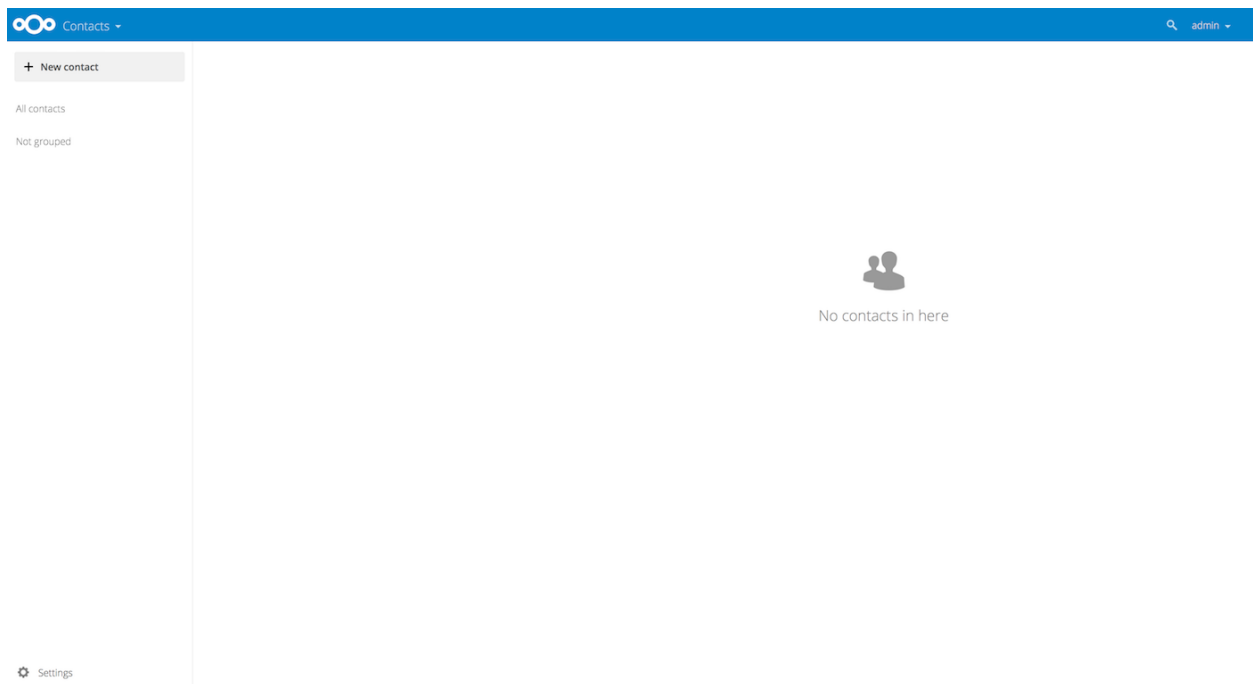 Contacts
admin
+ New contact
All contacts
Not grouped
No contacts in here
Settings